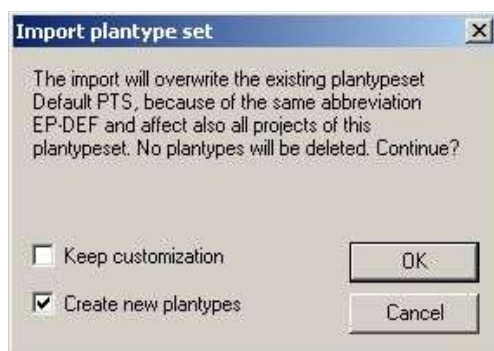 Import plantype set
The import will overwrite the existing plantypeset
Default PTS, because of the same abbreviation
EP-DEF and affect also all projects of this
plantypeset. No plantypes will be deleted. Continue?
Keep customization
OK
Create new plantypes
Cancel